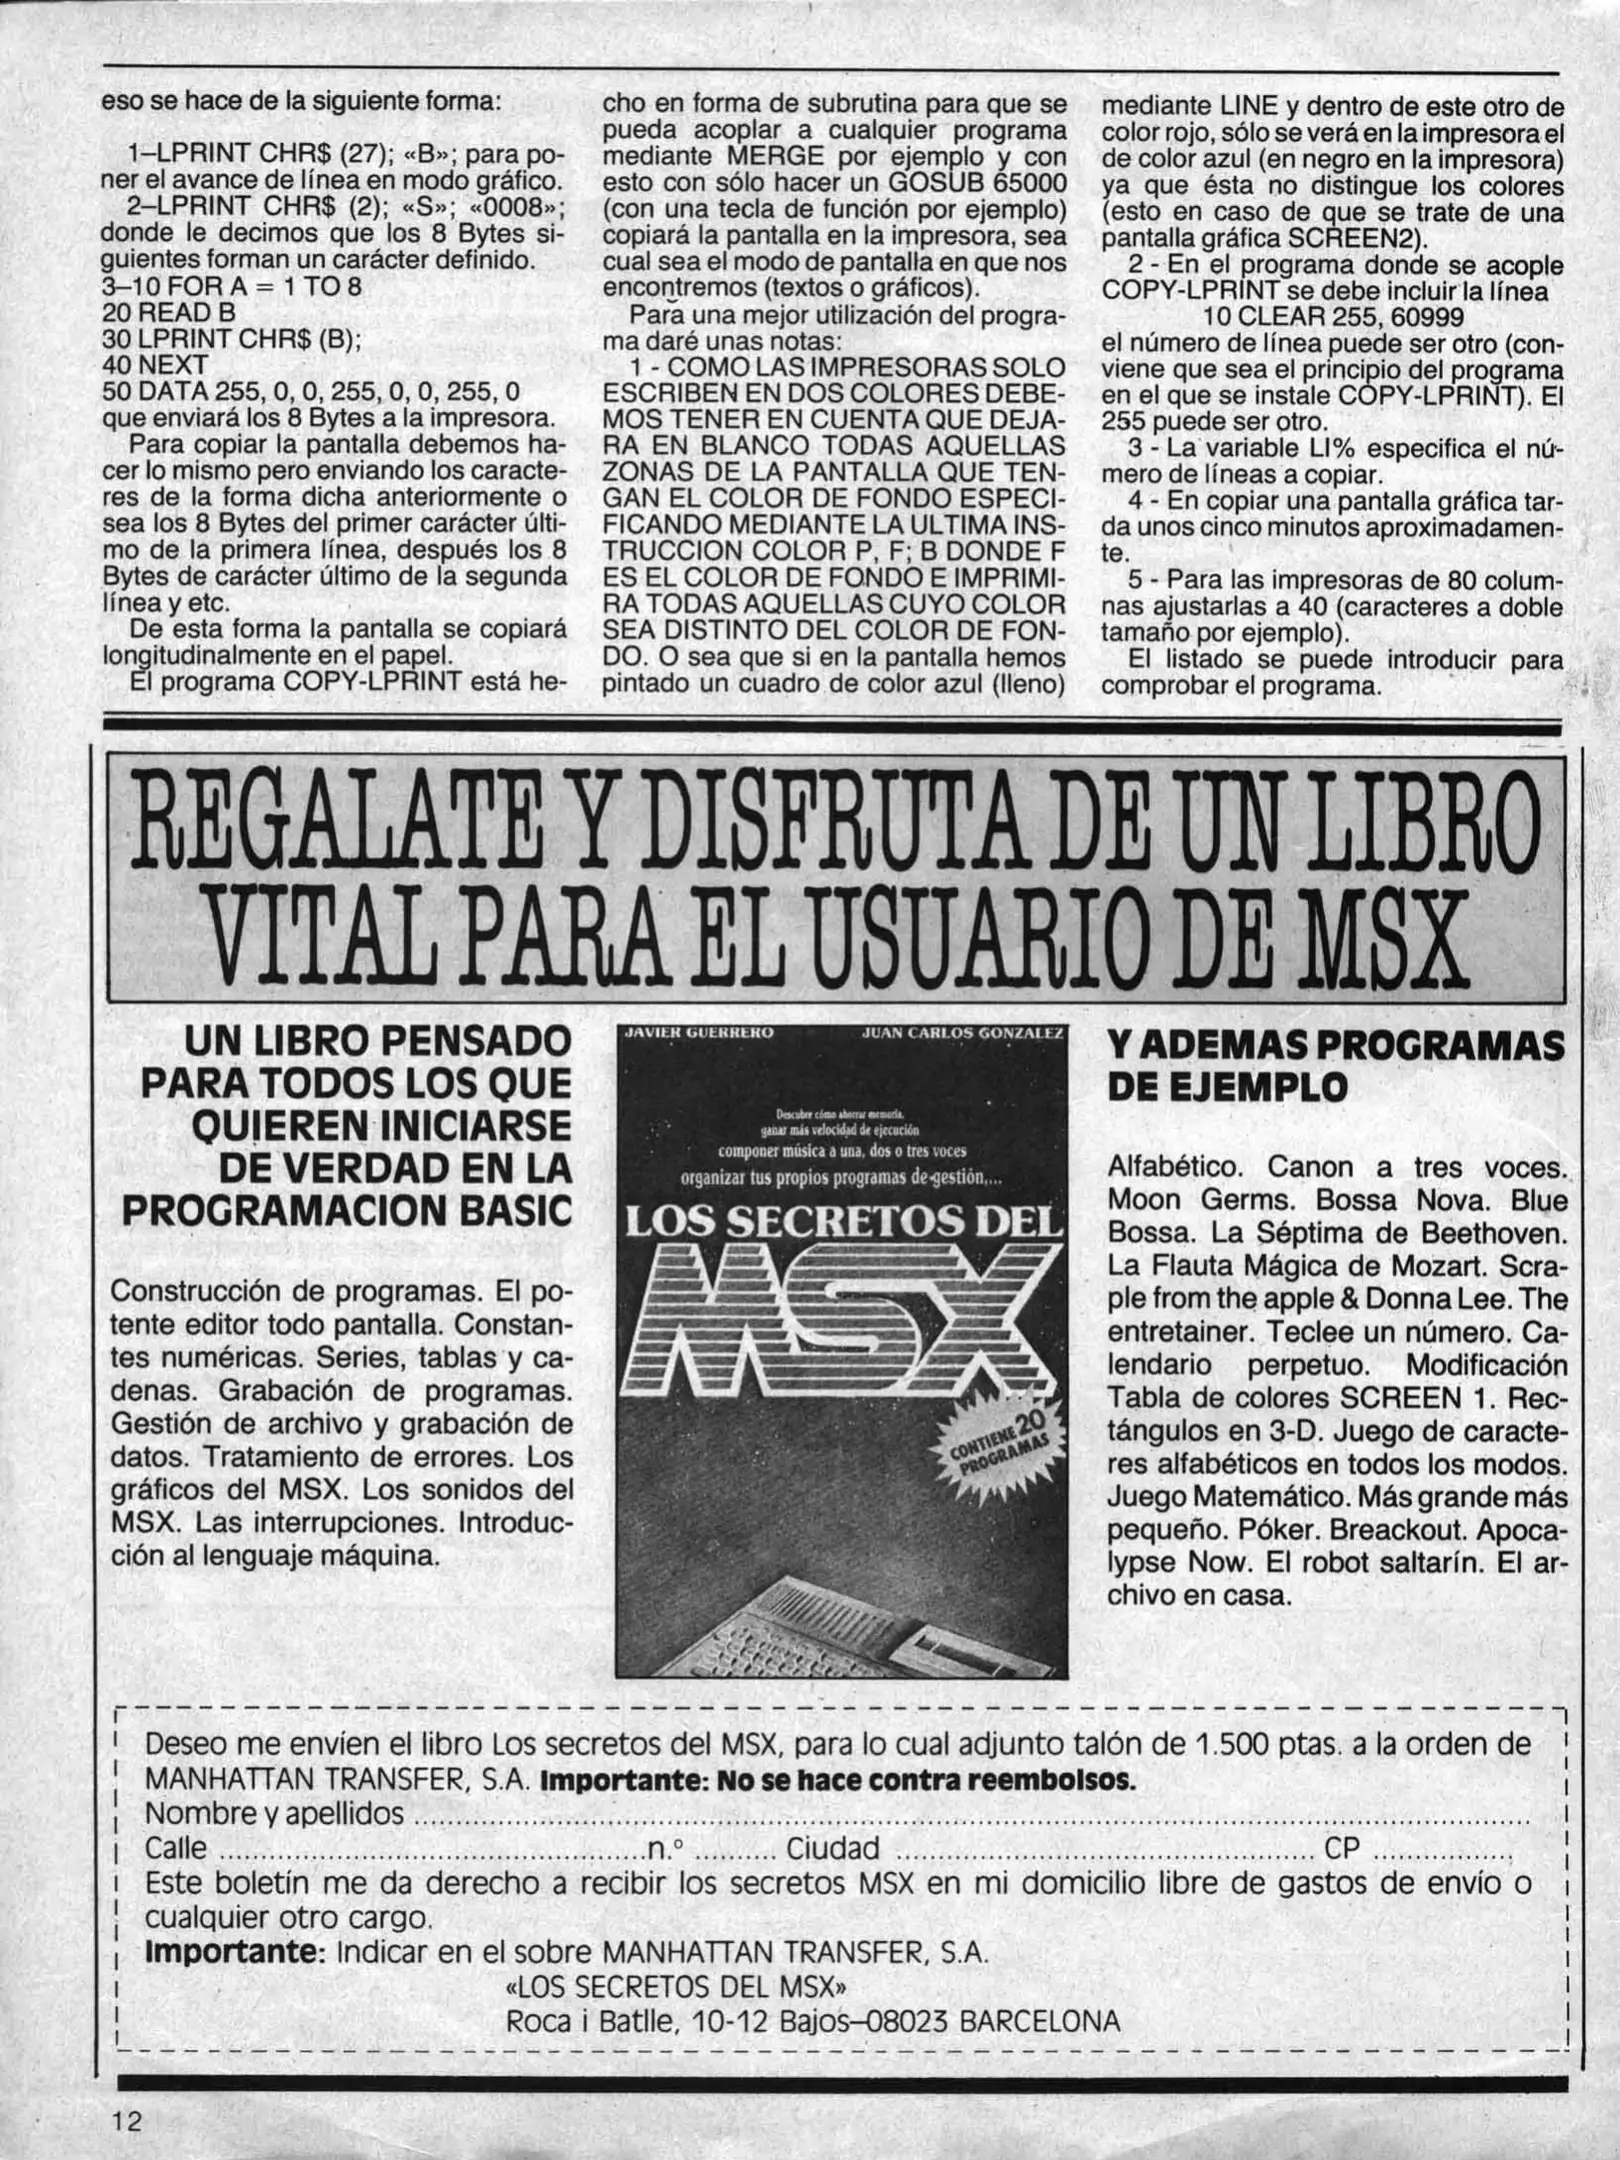 eso se hace de la siguiente forma:
1–LPRINT CHR$ (27); «B»; para po-
ner el avance de línea en modo gráfico.
2–LPRINT CHR$ (2); «S»; «0008»;
donde le decimos que los 8 Bytes si-
guientes forman un carácter definido.
3–10 FOR A = 1 TO 8
20 READ B
30 LPRINT CHR$ (B);
40 NEXT
50 DATA 255, 0, 0, 255, 0, 0, 255, 0
que enviará los 8 Bytes a la impresora.
Para copiar la pantalla debemos ha-
cer lo mismo pero enviando los caracte-
res de la forma dicha anteriormente o
sea los 8 Bytes del primer carácter últi-
mo de la primera línea, después los 8
Bytes de carácter último de la segunda
línea y etc.
De esta forma la pantalla se copiará
longitudinalmente en el papel.
El programa COPY-LPRINT está he-
cho en forma de subrutina para que se
pueda acoplar a cualquier programa
mediante MERGE por ejemplo y con
esto con sólo hacer un GOSUB 65000
(con una tecla de función por ejemplo)
copiará la pantalla en la impresora, sea
cual sea el modo de pantalla en que nos
encontremos (textos o gráficos).
Para una mejor utilización del progra-
ma daré unas notas:
1 - COMO LAS IMPRESORAS SOLO
ESCRIBEN EN DOS COLORES DEBE-
MOS TENER EN CUENTA QUE DEJA-
RA EN BLANCO TODAS AQUELLAS
ZONAS DE LA PANTALLA QUE TEN-
GAN EL COLOR DE FONDO ESPECI-
FICANDO MEDIANTE LA ULTIMA INS-
TRUCCION COLOR P, F; B DONDE F
ES EL COLOR DE FONDO E IMPRIMI-
RA TODAS AQUELLAS CUYO COLOR
SEA DISTINTO DEL COLOR DE FON-
DO. O sea que si en la pantalla hemos
pintado un cuadro de color azul (lleno)
mediante LINE y dentro de este otro de
color rojo, sólo se verá en la impresora el
de color azul (en negro en la impresora)
ya que ésta no distingue los colores
(esto en caso de que se trate de una
pantalla gráfica SCREEN2).
2 - En el programa donde se acople
COPY-LPRINT se debe incluir la línea
10 CLEAR 255, 60999
el número de línea puede ser otro (con-
viene que sea el principio del programa
en el que se instale COPY-LPRINT). El
255 puede ser otro.
3 - La variable LI% especifica el nú-
mero de líneas a copiar.
4 - En copiar una pantalla gráfica tar-
da unos cinco minutos aproximadamen-
te.
5 - Para las impresoras de 80 colum-
nas ajustarlas a 40 (caracteres a doble
tamaño por ejemplo).
El listado se puede introducir para
comprobar el programa.
REGALATE Y DISFRUTA DE UN LIBRO
VITAL PARA EL USUARIO DE MSX
UN LIBRO PENSADO
PARA TODOS LOS QUE
QUIEREN INICIARSE
DE VERDAD EN LA
PROGRAMACION BASIC
Construcción de programas. El po-
tente editor todo pantalla. Constan-
tes numéricas. Series, tablas y ca-
denas. Grabación de programas.
Gestión de archivo y grabación de
datos. Tratamiento de errores. Los
gráficos del MSX. Los sonidos del
MSX. Las interrupciones. Introduc-
ción al lenguaje máquina.
JAVIER GUERRERO JUAN CARLOS GONZALEZ
Descubre cómo ahorrar memoria,
ganar más velocidad de ejecución
componer música a una, dos o tres voces
organizar tus propios programas de gestión,...
LOS SECRETOS DEL
MSX
CONTIENE 20
PROGRAMAS
Y ADEMAS PROGRAMAS
DE EJEMPLO
Alfabético. Canon a tres voces.
Moon Germs. Bossa Nova. Blue
Bossa. La Séptima de Beethoven.
La Flauta Mágica de Mozart. Scra-
ple from the apple & Donna Lee. The
entretainer. Teclee un número. Ca-
lendario perpetuo. Modificación
Tabla de colores SCREEN 1. Rec-
tángulos en 3-D. Juego de caracte-
res alfabéticos en todos los modos.
Juego Matemático. Más grande más
pequeño. Póker. Breackout. Apoca-
lypse Now. El robot saltarín. El ar-
chivo en casa.
Deseo me envíen el libro Los secretos del MSX, para lo cual adjunto talón de 1.500 ptas. a la orden de
MANHATTAN TRANSFER, S.A. Importante: No se hace contra reembolsos.
Nombre y apellidos
Calle n.º Ciudad CP
Este boletín me da derecho a recibir los secretos MSX en mi domicilio libre de gastos de envío o
cualquier otro cargo.
Importante: Indicar en el sobre MANHATTAN TRANSFER, S.A.
«LOS SECRETOS DEL MSX»
Roca i Batlle, 10-12 Bajos–08023 BARCELONA
12